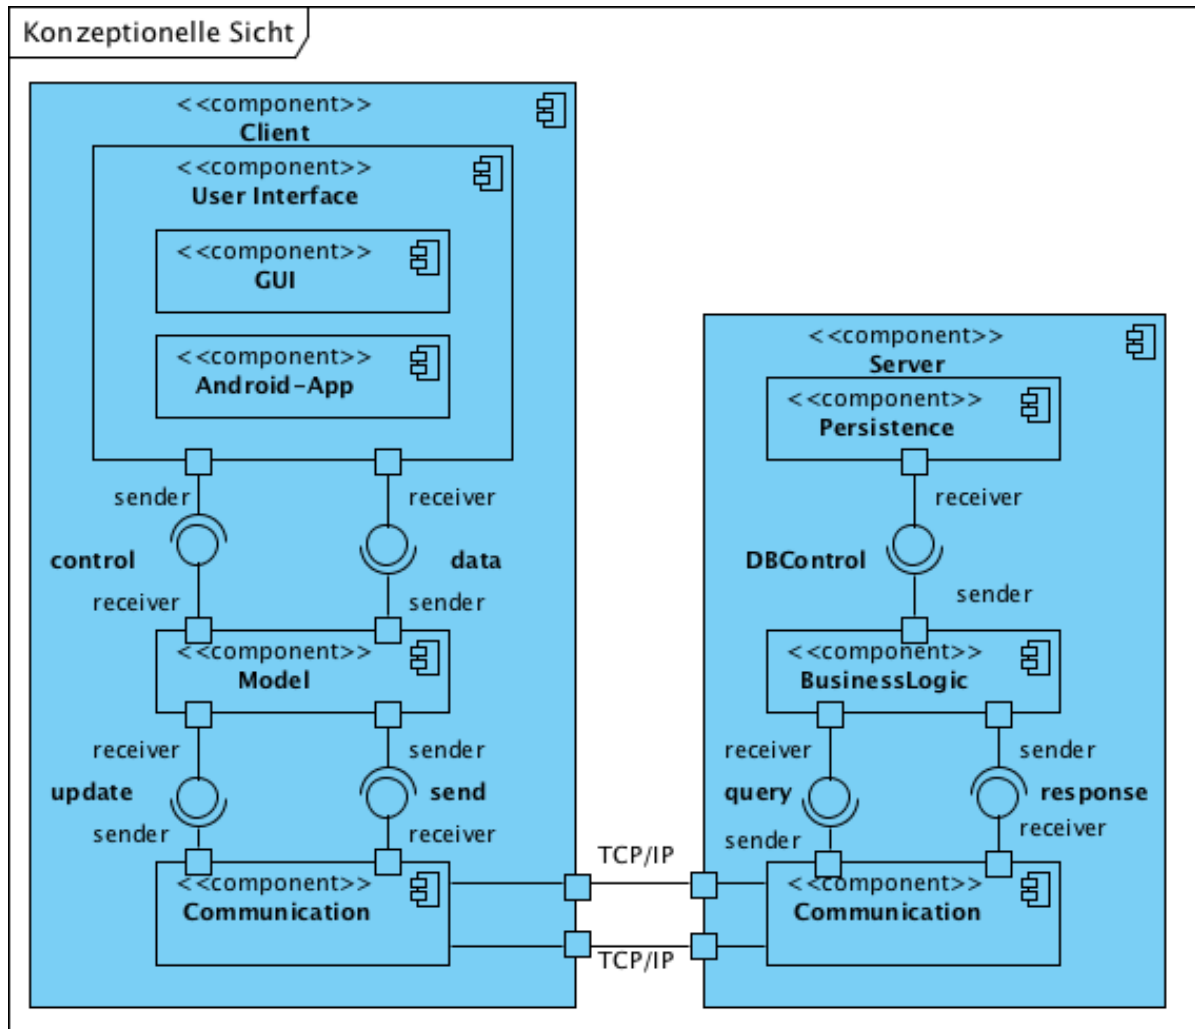 Konzeptionelle Sicht
<<component>>
Client
<<component>>
User Interface
<<component>>
GUI
<<component>>
Android-App
sender
receiver
control
data
receiver
sender
<<component>>
Model
receiver
sender
update
send
sender
receiver
<<component>>
Communication
TCP/IP
TCP/IP
<<component>>
Server
<<component>>
Persistence
receiver
DBControl
sender
<<component>>
BusinessLogic
receiver
sender
query
response
sender
receiver
<<component>>
Communication